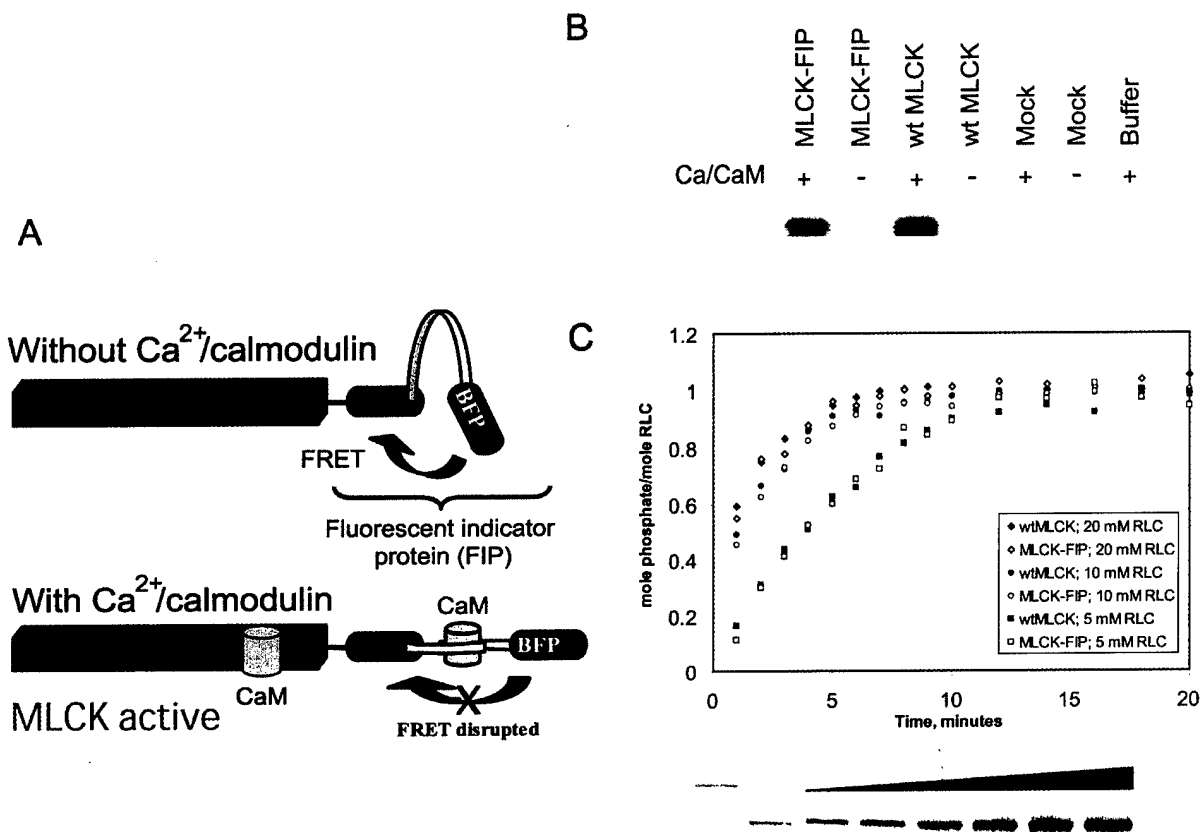 B
MLCK-FIP
MLCK-FIP
wt MLCK
wt MLCK
Mock
Mock
Buffer
Ca/CaM + - + - + - +
A
Without Ca²⁺/calmodulin
BFP
FRET
Fluorescent indicator
protein (FIP)
With Ca²⁺/calmodulin
CaM
BFP
CaM
MLCK active
X
FRET disrupted
C
mole phosphate/mole RLC
1.2
1
0.8
0.6
0.4
0.2
0
wtMLCK; 20 mM RLC
MLCK-FIP; 20 mM RLC
wtMLCK; 10 mM RLC
MLCK-FIP; 10 mM RLC
wtMLCK; 5 mM RLC
MLCK-FIP; 5 mM RLC
0 5 10 15 20
Time, minutes